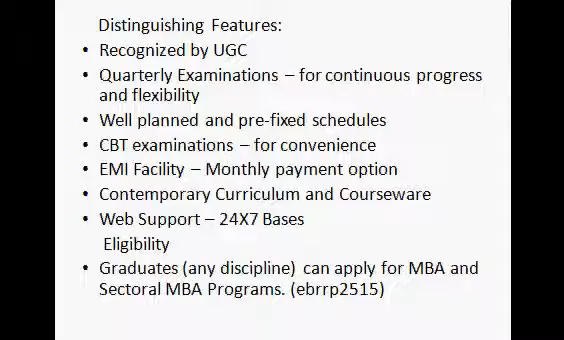 Distinguishing Features:
• Recognized by UGC
• Quarterly Examinations – for continuous progress
and flexibility
• Well planned and pre-fixed schedules
• CBT examinations – for convenience
• EMI Facility – Monthly payment option
• Contemporary Curriculum and Courseware
• Web Support – 24X7 Bases
Eligibility
• Graduates (any discipline) can apply for MBA and
Sectoral MBA Programs. (ebrrp2515)